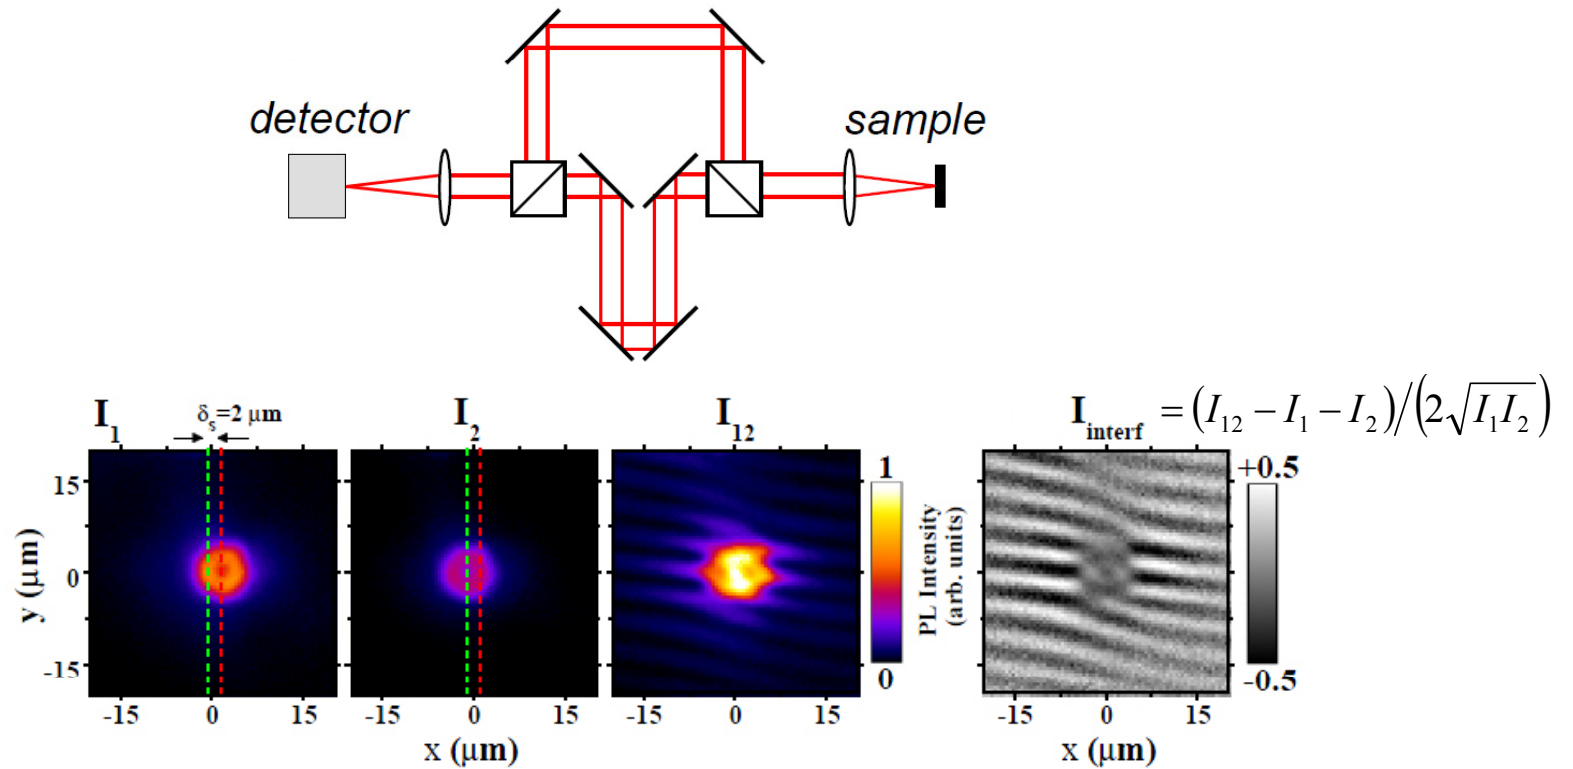 detector
sample
I₁
δₛ=2 μm
I₂
I₁₂
I_interf = (I₁₂ − I₁ − I₂)/(2√(I₁I₂))
15
0
-15
y (μm)
-15 0 15
-15 0 15
x (μm)
-15 0 15
1
0
PL Intensity
(arb. units)
+0.5
-0.5
-15 0 15
x (μm)